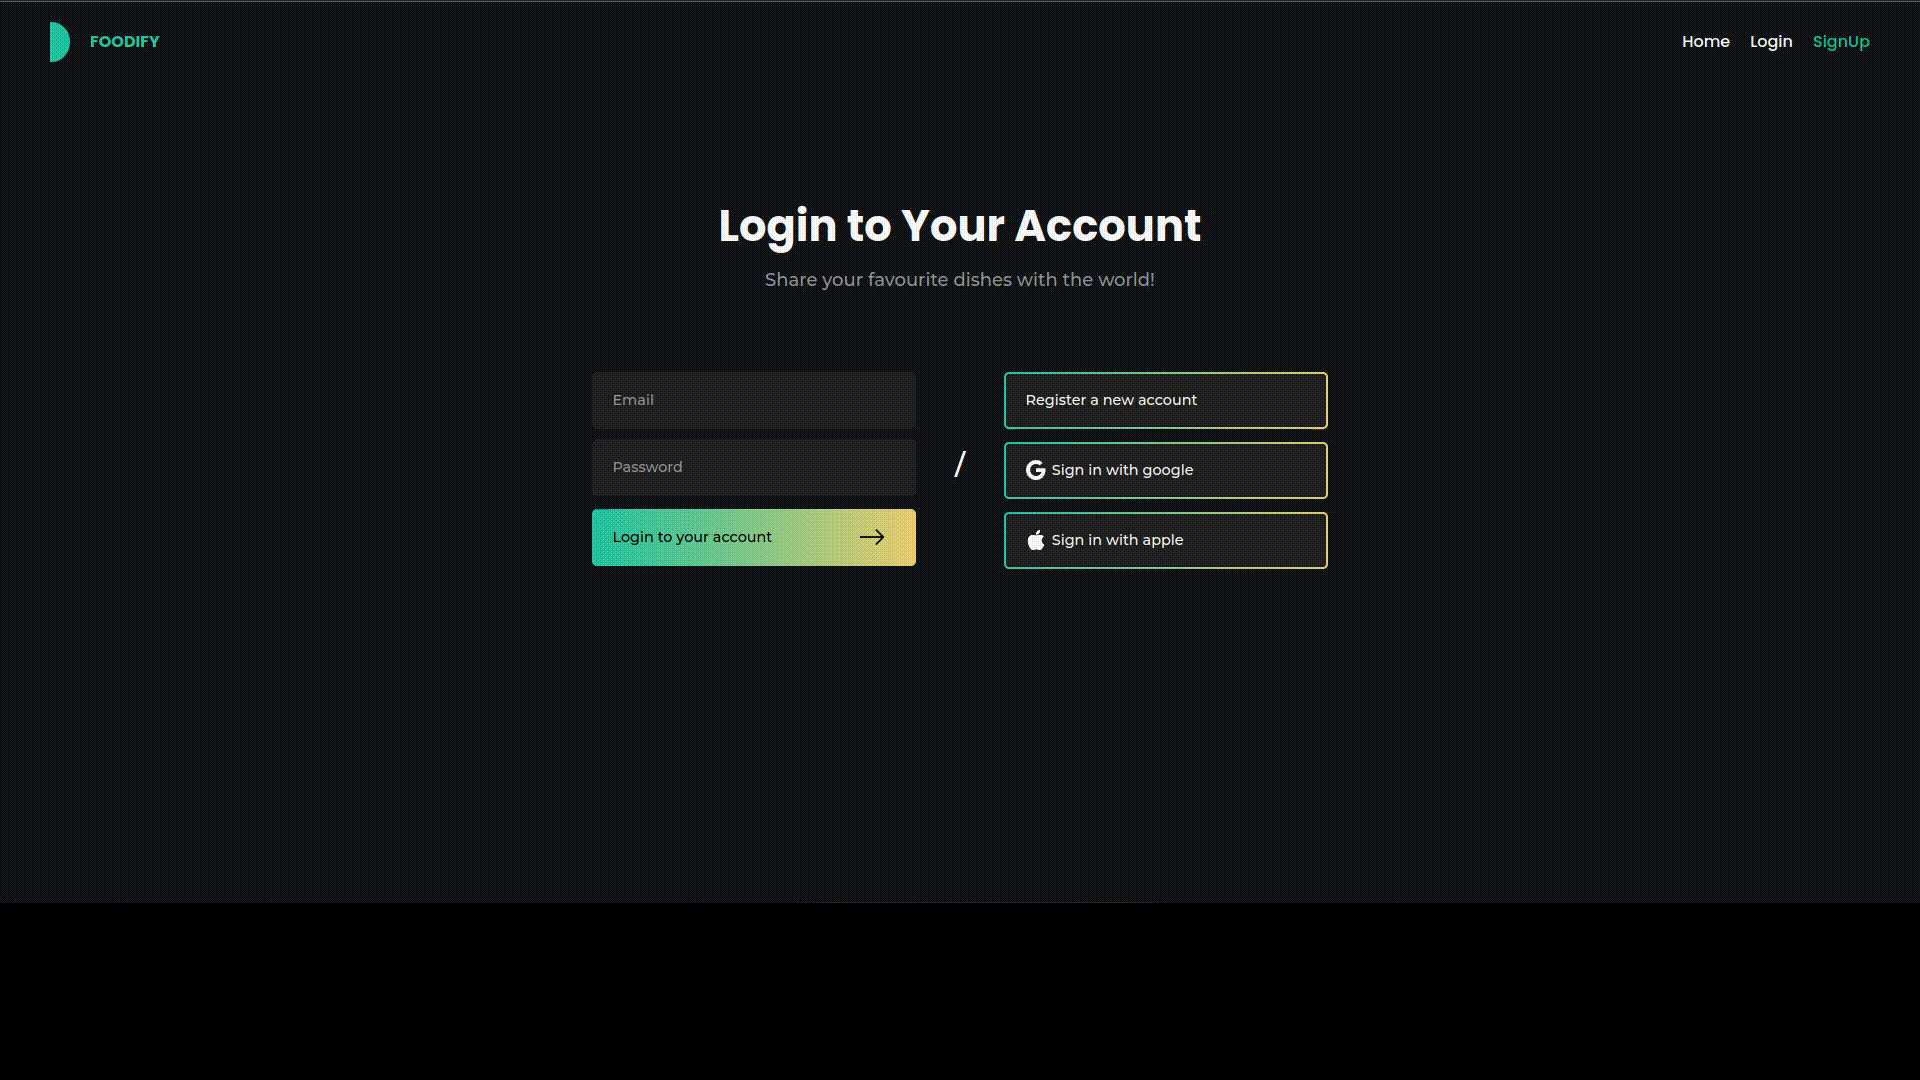 FOODIFY
Home Login SignUp
Login to Your Account
Share your favourite dishes with the world!
Email
Password
Login to your account
/
Register a new account
Sign in with google
Sign in with apple